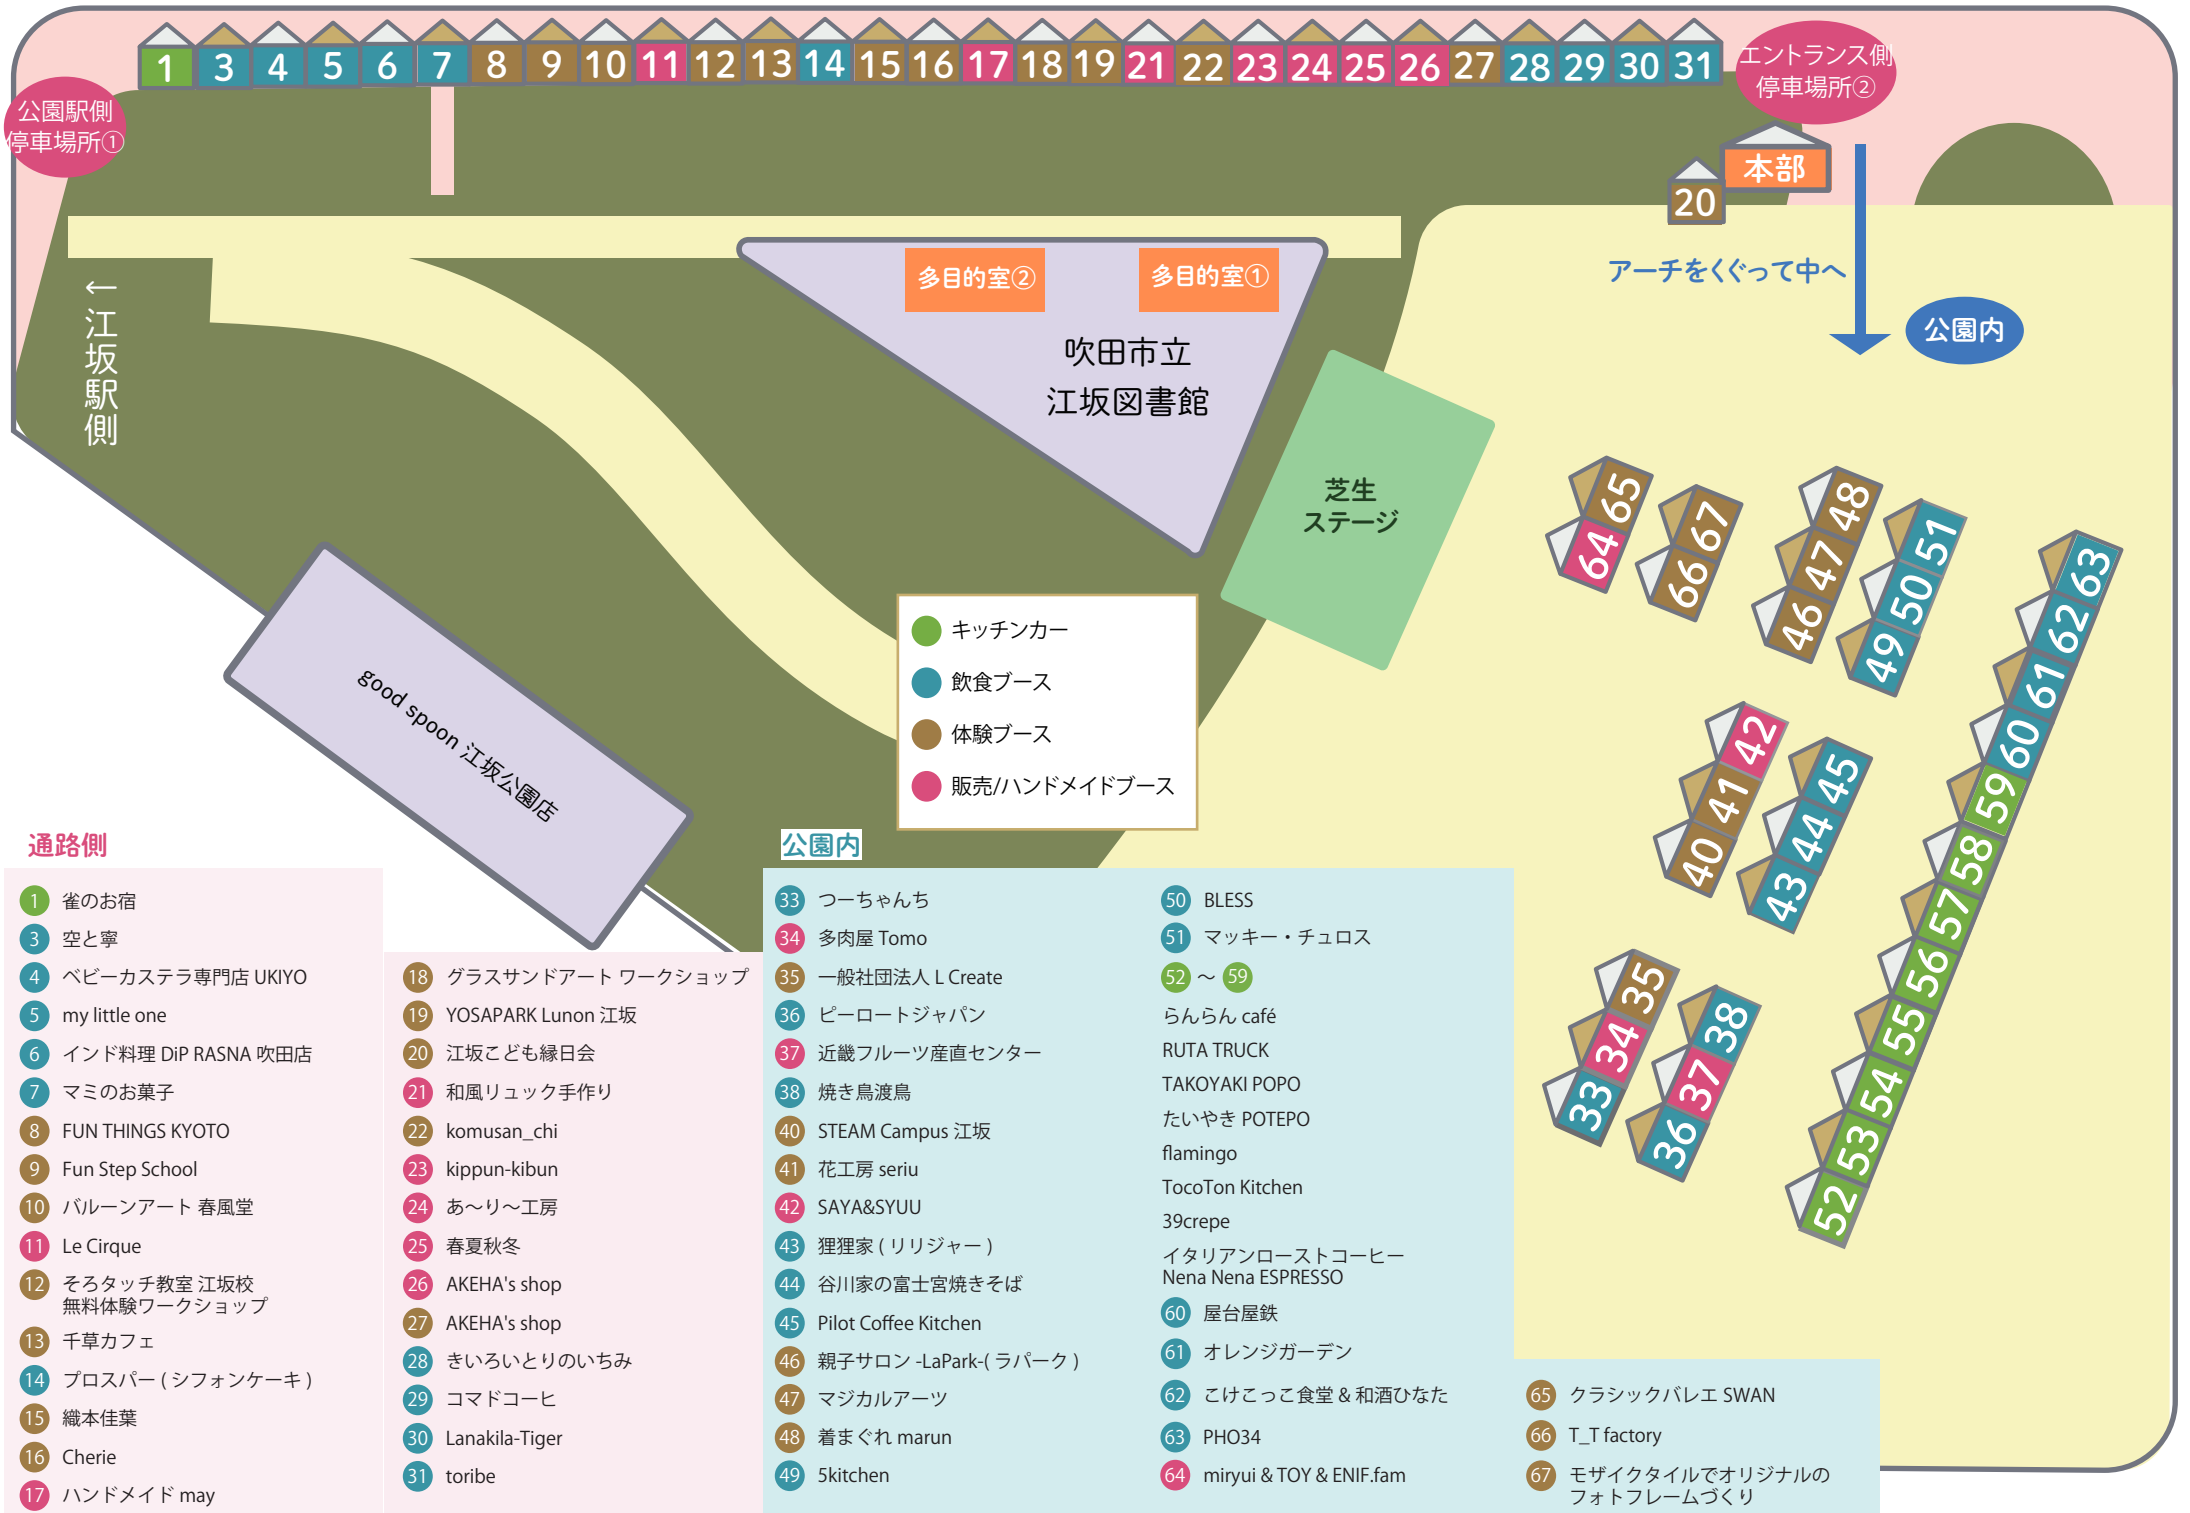 1 3 4 5 6 7 8 9 10 11 12 13 14 15 16 17 18 19 21 22 23 24 25 26 27 28 29 30 31
公園駅側
停車場所①
エントランス側
停車場所②
本部
20
アーチをくぐって中へ
公園内
←江坂駅側
多目的室②
多目的室①
吹田市立
江坂図書館
芝生
ステージ
good spoon 江坂公園店
キッチンカー
飲食ブース
体験ブース
販売/ハンドメイドブース
65
64
67
66
48
47
46
51
50
49
63
62
61
60
59
58
57
56
55
54
53
52
42
41
40
45
44
43
35
34
33
38
37
36
通路側
1 雀のお宿
3 空と寧
4 ベビーカステラ専門店 UKIYO
5 my little one
6 インド料理 DiP RASNA 吹田店
7 マミのお菓子
8 FUN THINGS KYOTO
9 Fun Step School
10 バルーンアート 春風堂
11 Le Cirque
12 そろタッチ教室 江坂校
無料体験ワークショップ
13 千草カフェ
14 プロスパー ( シフォンケーキ )
15 織本佳葉
16 Cherie
17 ハンドメイド may
18 グラスサンドアート ワークショップ
19 YOSAPARK Lunon 江坂
20 江坂こども縁日会
21 和風リュック手作り
22 komusan_chi
23 kippun-kibun
24 あ〜り〜工房
25 春夏秋冬
26 AKEHA's shop
27 AKEHA's shop
28 きいろいとりのいちみ
29 コマドコーヒ
30 Lanakila-Tiger
31 toribe
公園内
33 つーちゃんち
34 多肉屋 Tomo
35 一般社団法人 L Create
36 ピーロートジャパン
37 近畿フルーツ産直センター
38 焼き鳥渡鳥
40 STEAM Campus 江坂
41 花工房 seriu
42 SAYA&SYUU
43 狸狸家 ( リリジャー )
44 谷川家の富士宮焼きそば
45 Pilot Coffee Kitchen
46 親子サロン -LaPark-( ラパーク )
47 マジカルアーツ
48 着まぐれ marun
49 5kitchen
50 BLESS
51 マッキー・チュロス
52 〜 59
らんらん café
RUTA TRUCK
TAKOYAKI POPO
たいやき POTEPO
flamingo
TocoTon Kitchen
39crepe
イタリアンローストコーヒー
Nena Nena ESPRESSO
60 屋台屋鉄
61 オレンジガーデン
62 こけこっこ食堂 & 和酒ひなた
63 PHO34
64 miryui & TOY & ENIF.fam
65 クラシックバレエ SWAN
66 T_T factory
67 モザイクタイルでオリジナルの
フォトフレームづくり